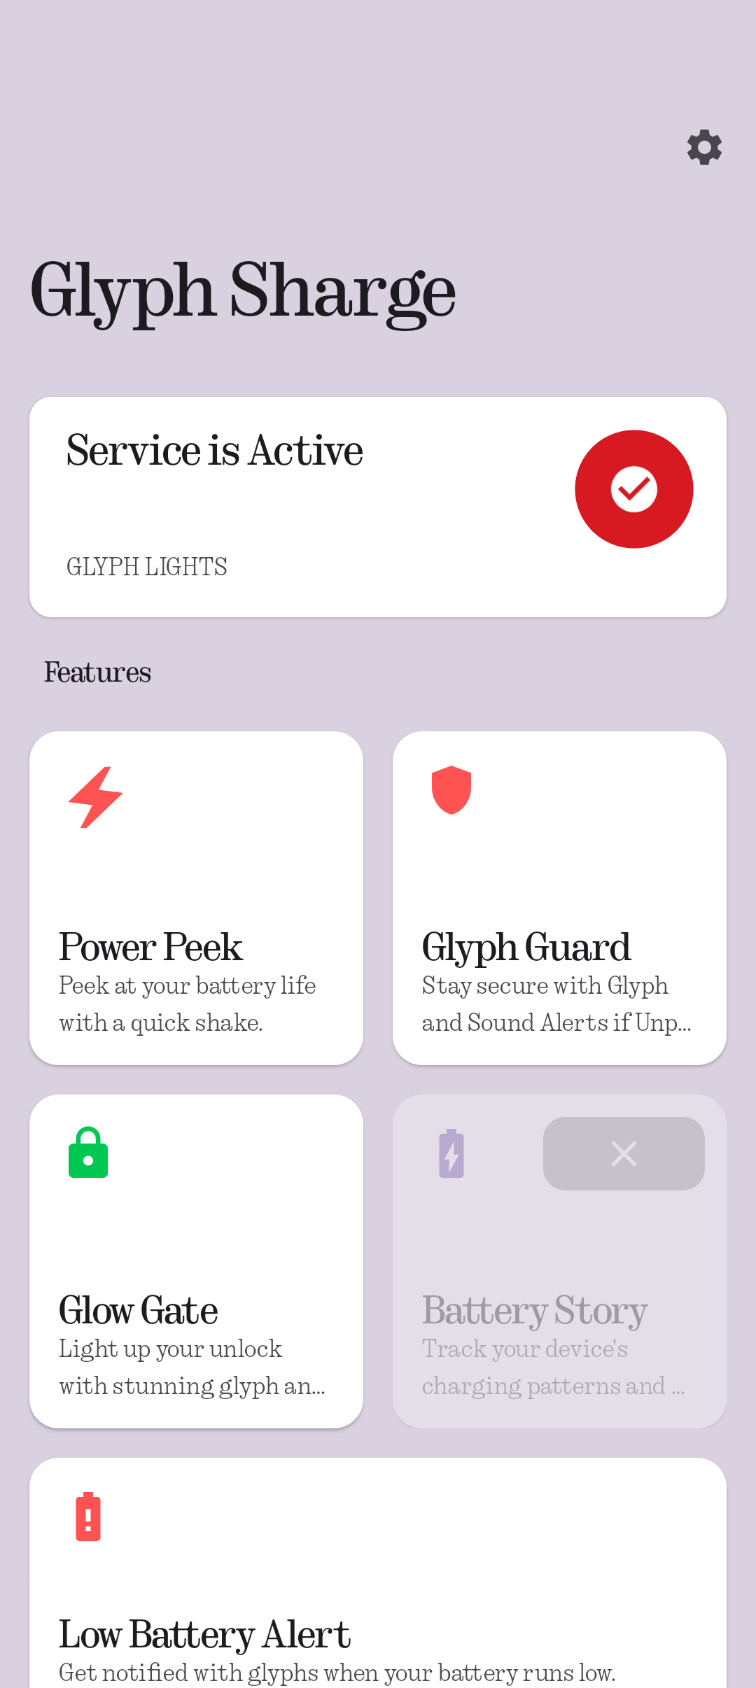 Glyph Sharge
Service is Active
GLYPH LIGHTS
Features
Power Peek
Peek at your battery life
with a quick shake.
Glyph Guard
Stay secure with Glyph
and Sound Alerts if Unp...
Glow Gate
Light up your unlock
with stunning glyph an...
Battery Story
Track your device's
charging patterns and ...
Low Battery Alert
Get notified with glyphs when your battery runs low.